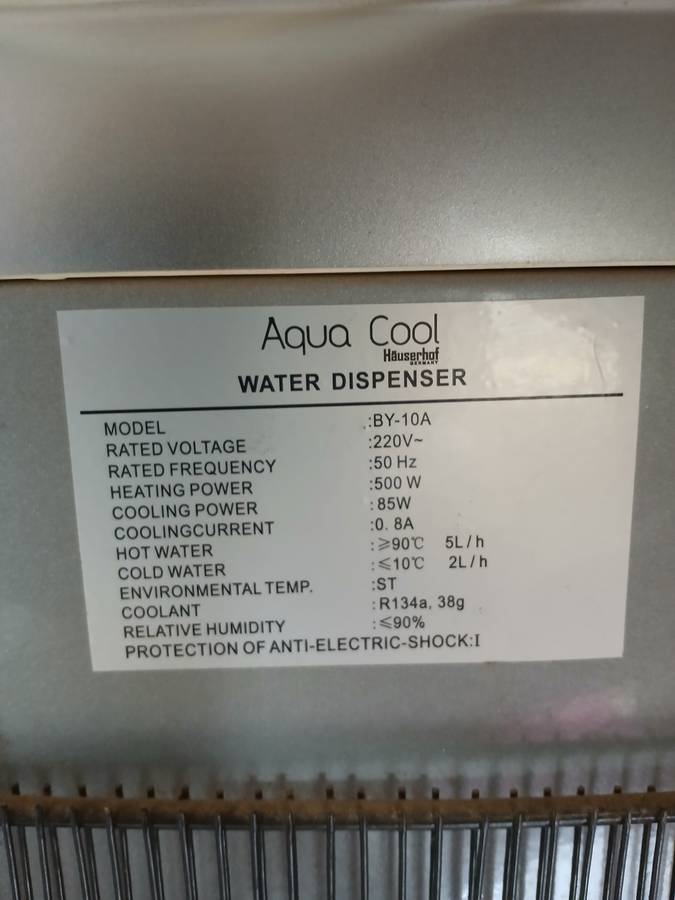 Aqua Cool
Häuserhof
GERMANY
WATER DISPENSER
MODEL :BY-10A
RATED VOLTAGE :220V~
RATED FREQUENCY :50 Hz
HEATING POWER :500 W
COOLING POWER :85W
COOLINGCURRENT :0. 8A
HOT WATER :≥90℃ 5L/h
COLD WATER :≤10℃ 2L/h
ENVIRONMENTAL TEMP. :ST
COOLANT :R134a, 38g
RELATIVE HUMIDITY :≤90%
PROTECTION OF ANTI-ELECTRIC-SHOCK:I